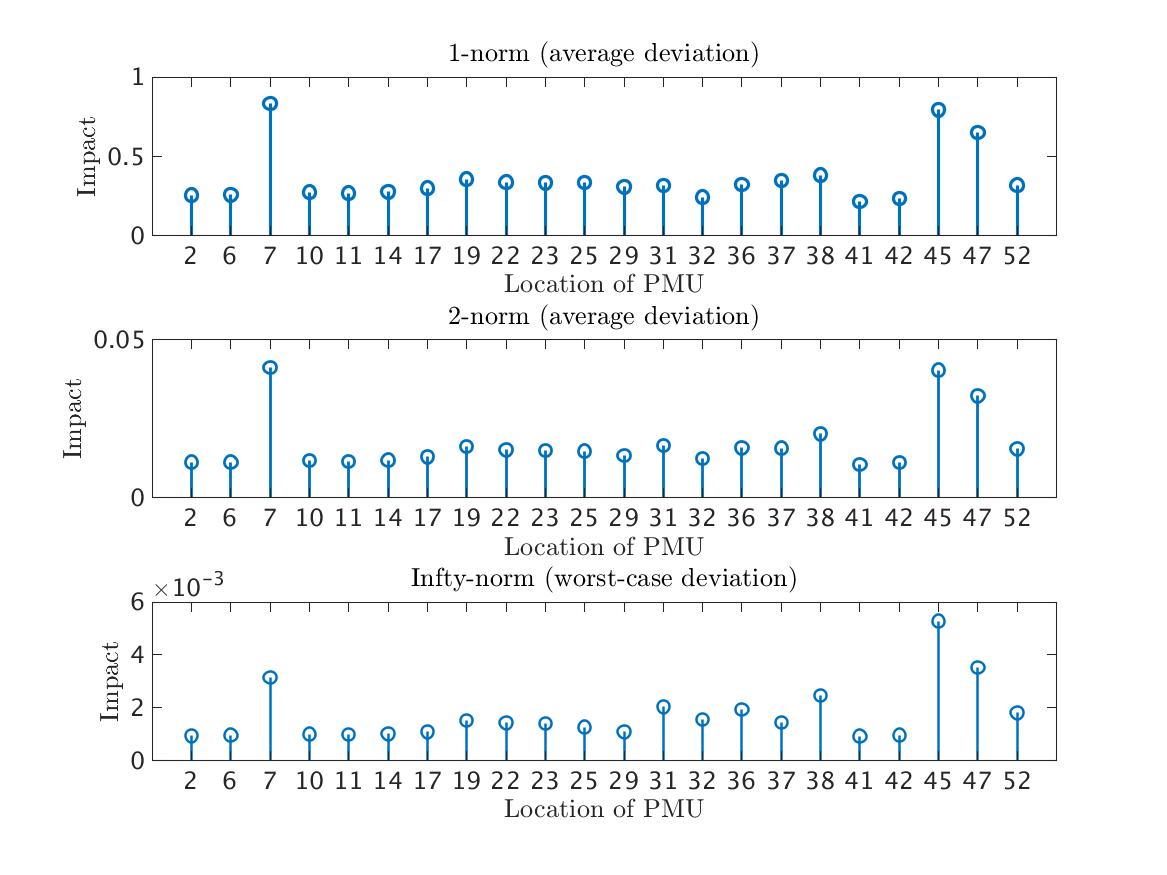 1-norm (average deviation)
1
0.5
0
Impact
2 6 7 10 11 14 17 19 22 23 25 29 31 32 36 37 38 41 42 45 47 52
Location of PMU
2-norm (average deviation)
0.05
0
Impact
2 6 7 10 11 14 17 19 22 23 25 29 31 32 36 37 38 41 42 45 47 52
Location of PMU
Infty-norm (worst-case deviation)
×10⁻³
6
4
2
0
Impact
2 6 7 10 11 14 17 19 22 23 25 29 31 32 36 37 38 41 42 45 47 52
Location of PMU